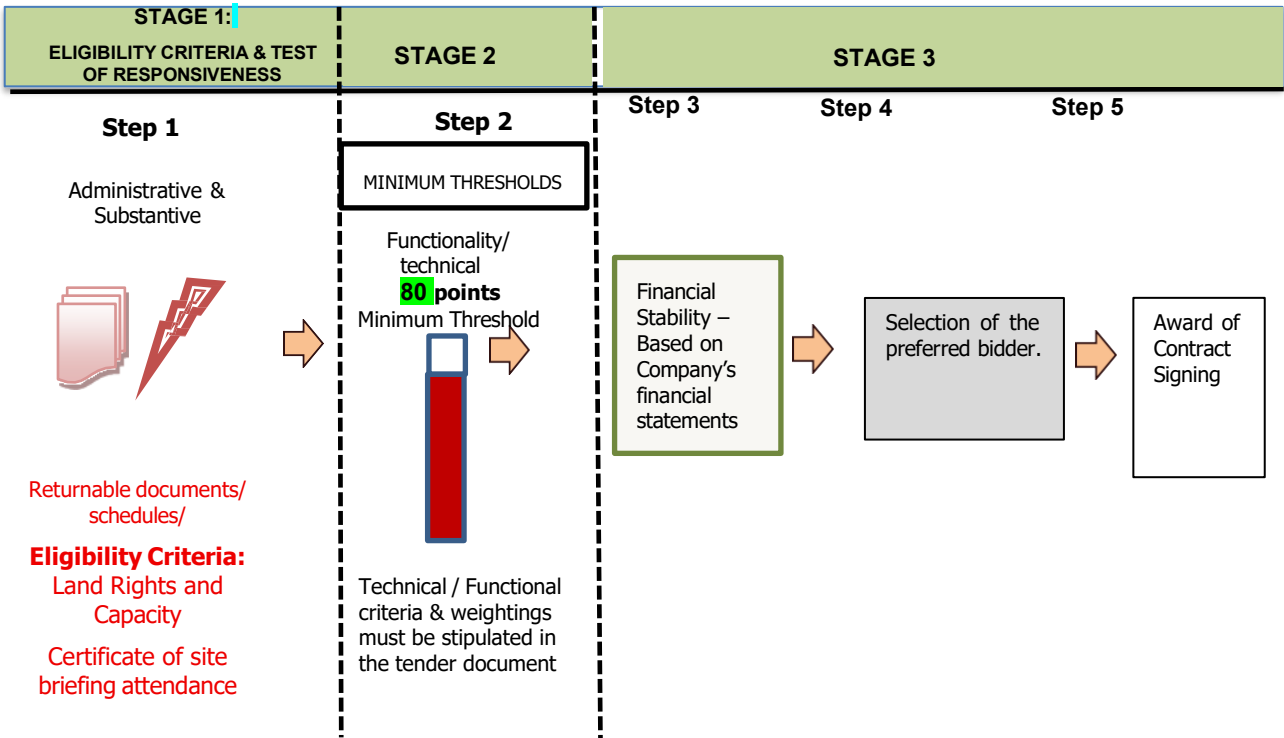 STAGE 1:
ELIGIBILITY CRITERIA & TEST
OF RESPONSIVENESS
STAGE 2
STAGE 3
Step 1
Administrative &
Substantive
Returnable documents/
schedules/
Eligibility Criteria:
Land Rights and
Capacity
Certificate of site
briefing attendance
Step 2
MINIMUM THRESHOLDS
Functionality/
technical
80 points
Minimum Threshold
Technical / Functional
criteria & weightings
must be stipulated in
the tender document
Step 3
Financial
Stability –
Based on
Company's
financial
statements
Step 4
Selection of the
preferred bidder.
Step 5
Award of
Contract
Signing